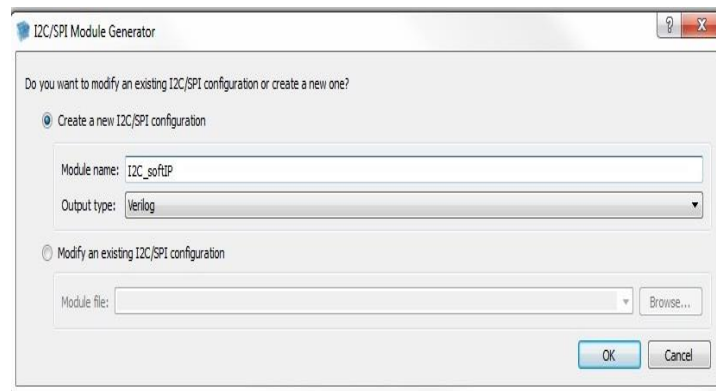 I2C/SPI Module Generator
Do you want to modify an existing I2C/SPI configuration or create a new one?
Create a new I2C/SPI configuration
Module name: I2C_softIP
Output type: Verilog
Modify an existing I2C/SPI configuration
Module file: Browse...
OK Cancel